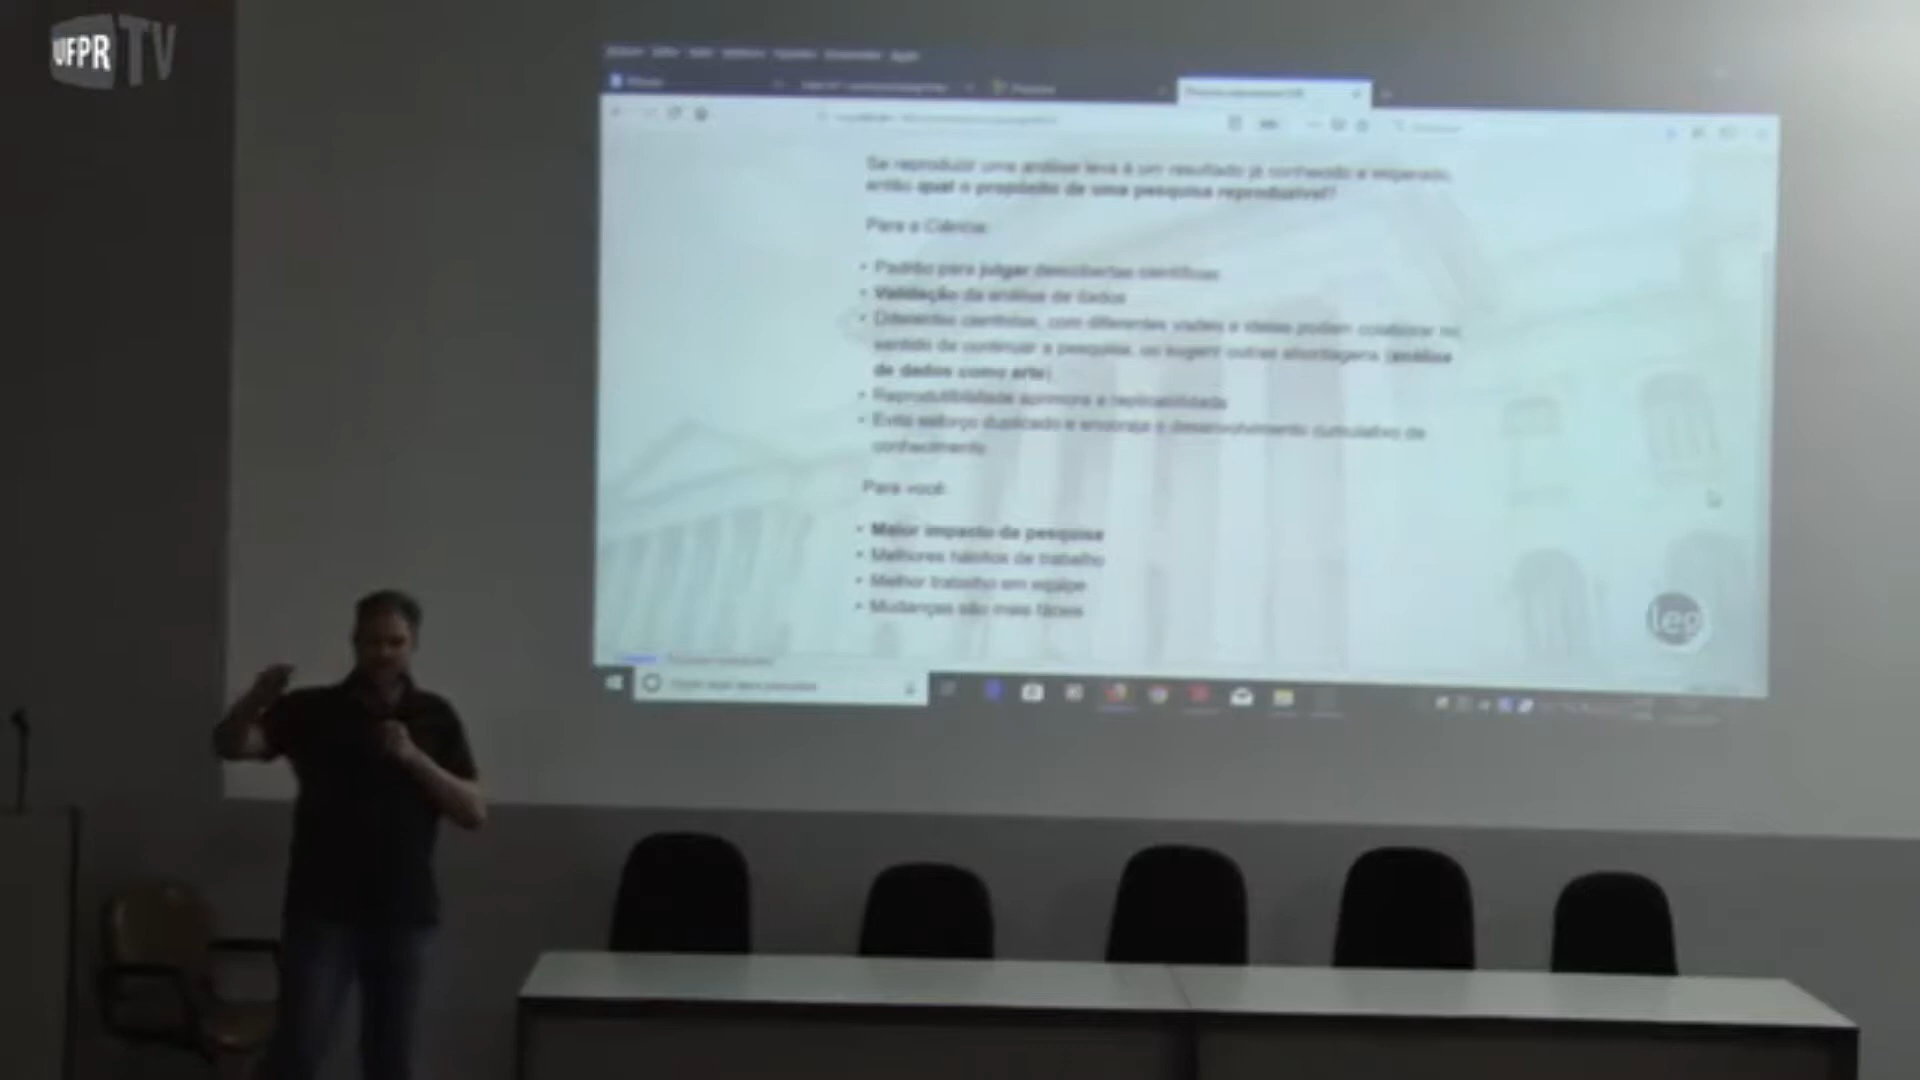 UFPR TV
Se reproduzir uma análise leva à um resultado já conhecido e esperado,
então qual o propósito de uma pesquisa reproduzível?
Para a Ciência:
• Padrão para julgar descobertas científicas
• Validação da análise de dados
• Diferentes cientistas, com diferentes visões e ideias podem colaborar no
sentido de continuar a pesquisa, ou sugerir outras abordagens (análise
de dados como arte)
• Reprodutibilidade aprimora a replicabilidade
• Evita esforço duplicado e encoraja o desenvolvimento cumulativo de
conhecimento
Para você:
• Maior impacto da pesquisa
• Melhores hábitos de trabalho
• Melhor trabalho em equipe
• Mudanças são mais fáceis
leg